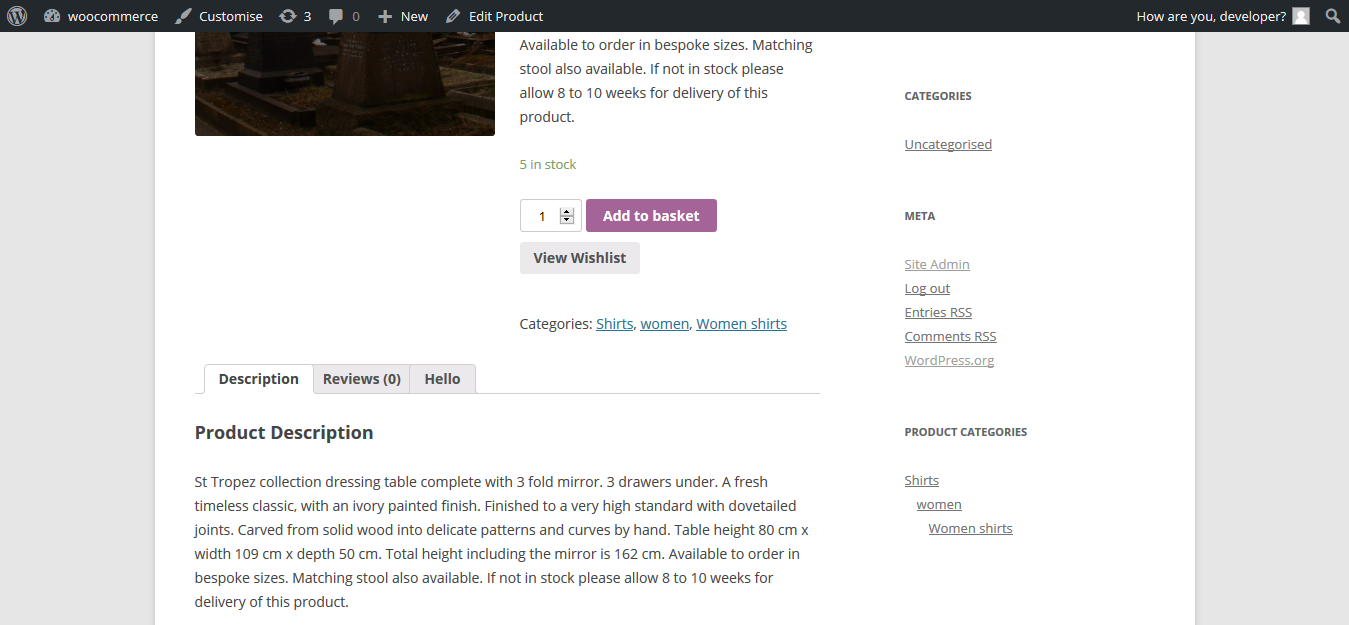 woocommerce Customise 3 0 New Edit Product How are you, developer?
Available to order in bespoke sizes. Matching
stool also available. If not in stock please
allow 8 to 10 weeks for delivery of this
product.
5 in stock
1 Add to basket
View Wishlist
Categories: Shirts, women, Women shirts
Description Reviews (0) Hello
Product Description
St Tropez collection dressing table complete with 3 fold mirror. 3 drawers under. A fresh
timeless classic, with an ivory painted finish. Finished to a very high standard with dovetailed
joints. Carved from solid wood into delicate patterns and curves by hand. Table height 80 cm x
width 109 cm x depth 50 cm. Total height including the mirror is 162 cm. Available to order in
bespoke sizes. Matching stool also available. If not in stock please allow 8 to 10 weeks for
delivery of this product.
CATEGORIES
Uncategorised
META
Site Admin
Log out
Entries RSS
Comments RSS
WordPress.org
PRODUCT CATEGORIES
Shirts
women
Women shirts